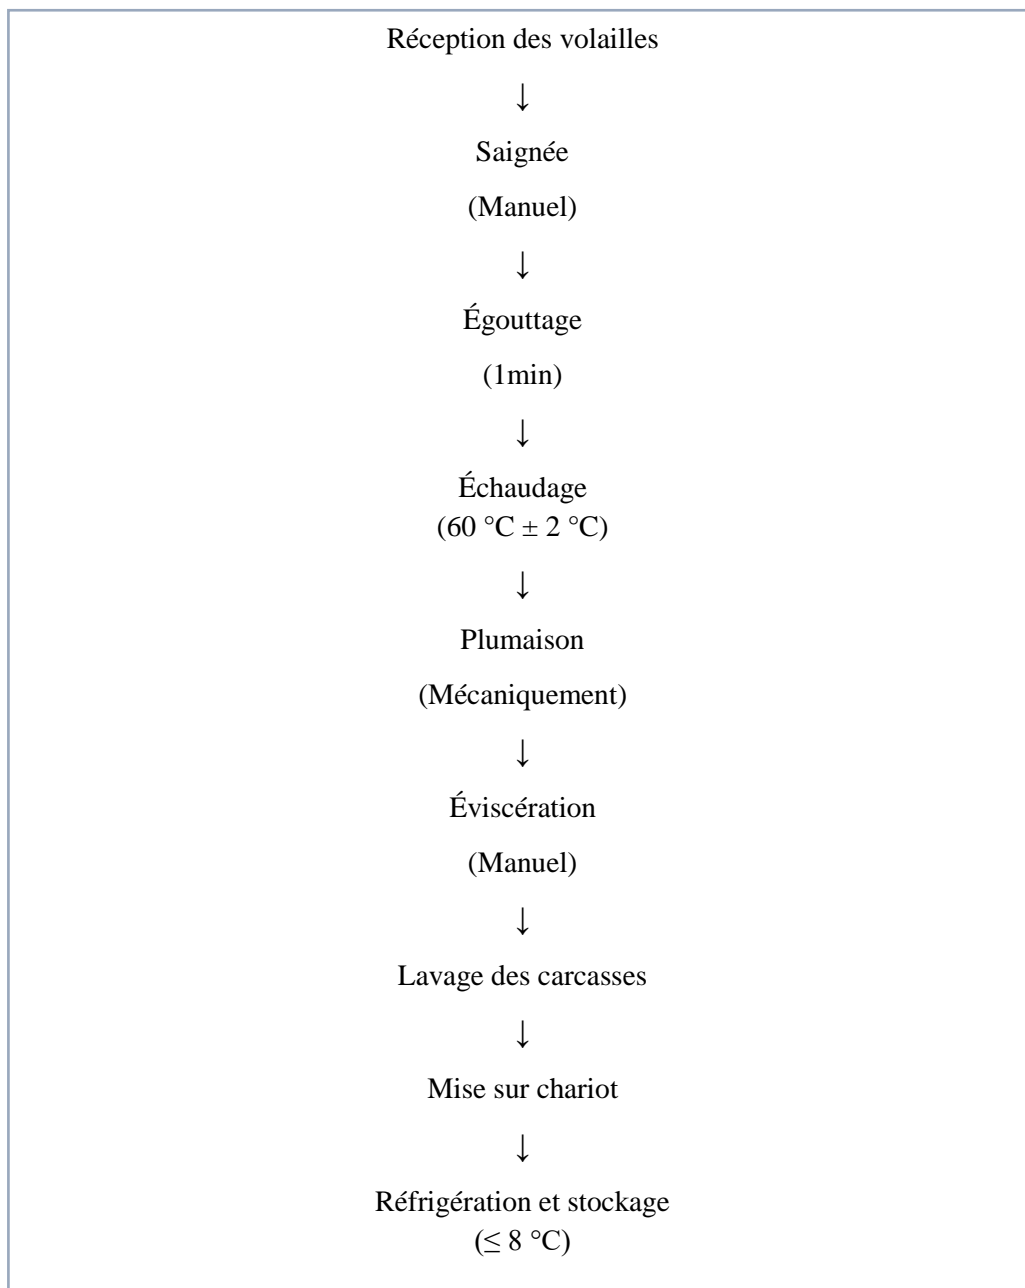 Réception des volailles
↓
Saignée
(Manuel)
↓
Égouttage
(1min)
↓
Échaudage
(60 °C ± 2 °C)
↓
Plumaison
(Mécaniquement)
↓
Éviscération
(Manuel)
↓
Lavage des carcasses
↓
Mise sur chariot
↓
Réfrigération et stockage
(≤ 8 °C)